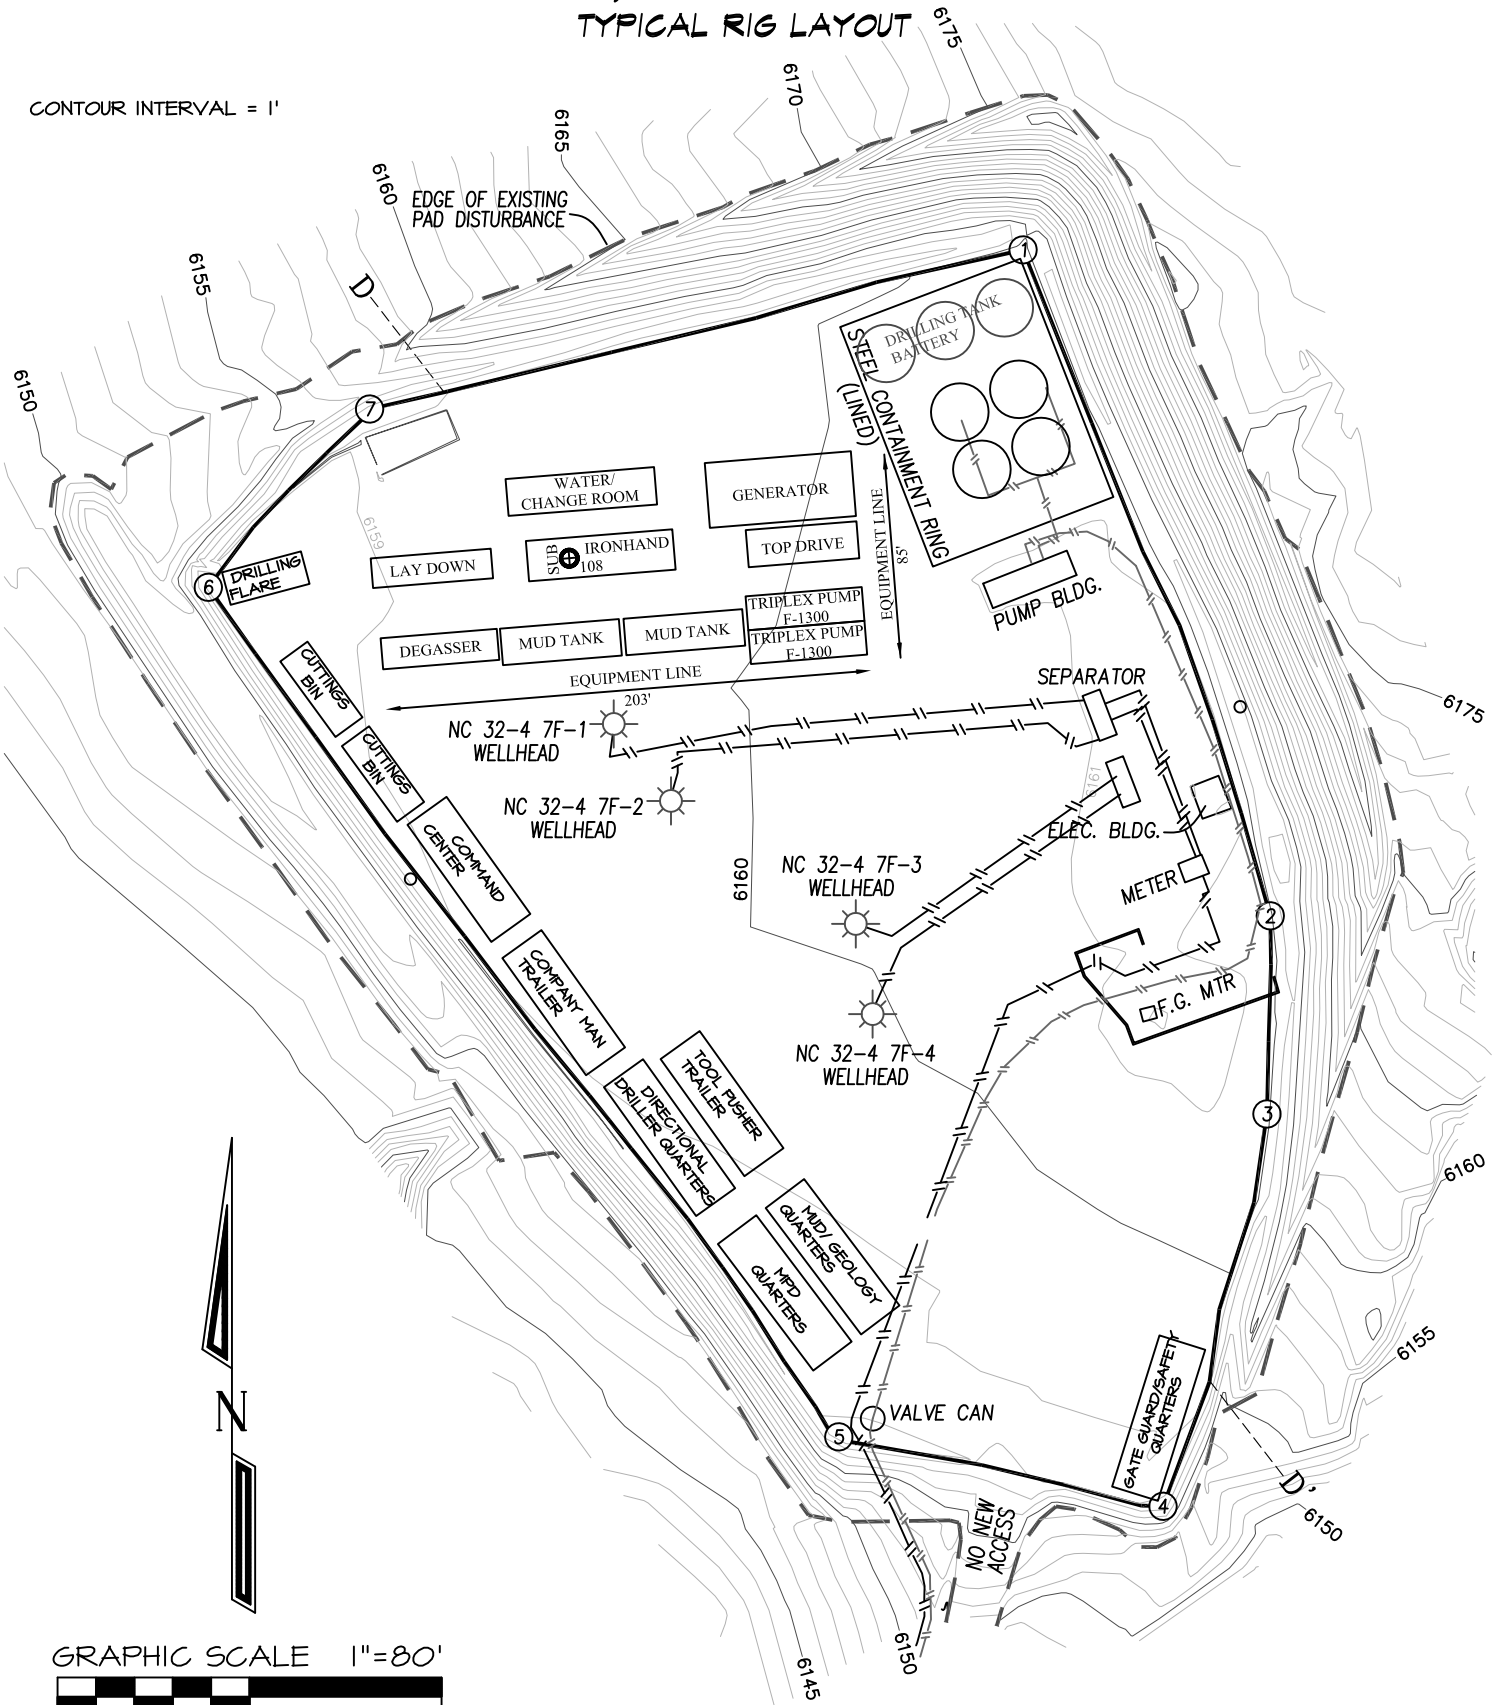 TYPICAL RIG LAYOUT
CONTOUR INTERVAL = 1'
6175
6170
6165
6160
6155
6150
EDGE OF EXISTING
PAD DISTURBANCE
D
1
7
6
DRILLING TANK
BATTERY
STEEL CONTAINMENT RING
(LINED)
WATER/
CHANGE ROOM
GENERATOR
6159
SUB
IRONHAND
108
TOP DRIVE
LAY DOWN
EQUIPMENT LINE
85'
DRILLING
FLARE
TRIPLEX PUMP
F-1300
TRIPLEX PUMP
F-1300
PUMP BLDG.
DEGASSER
MUD TANK
MUD TANK
EQUIPMENT LINE
203'
SEPARATOR
6175
CUTTINGS
BIN
CUTTINGS
BIN
NC 32-4 7F-1
WELLHEAD
NC 32-4 7F-2
WELLHEAD
6161
ELEC. BLDG.
COMMAND
CENTER
6160
NC 32-4 7F-3
WELLHEAD
METER
2
COMPANY MAN
TRAILER
F.G. MTR
NC 32-4 7F-4
WELLHEAD
TOOL PUSHER
TRAILER
DIRECTIONAL
DRILLER QUARTERS
3
6160
MUD/ GEOLOGY
QUARTERS
MPD
QUARTERS
6155
GATE GUARD/SAFETY
QUARTERS
VALVE CAN
5
4
D'
6150
NO NEW
ACCESS
N
6150
6145
GRAPHIC SCALE 1"=80'